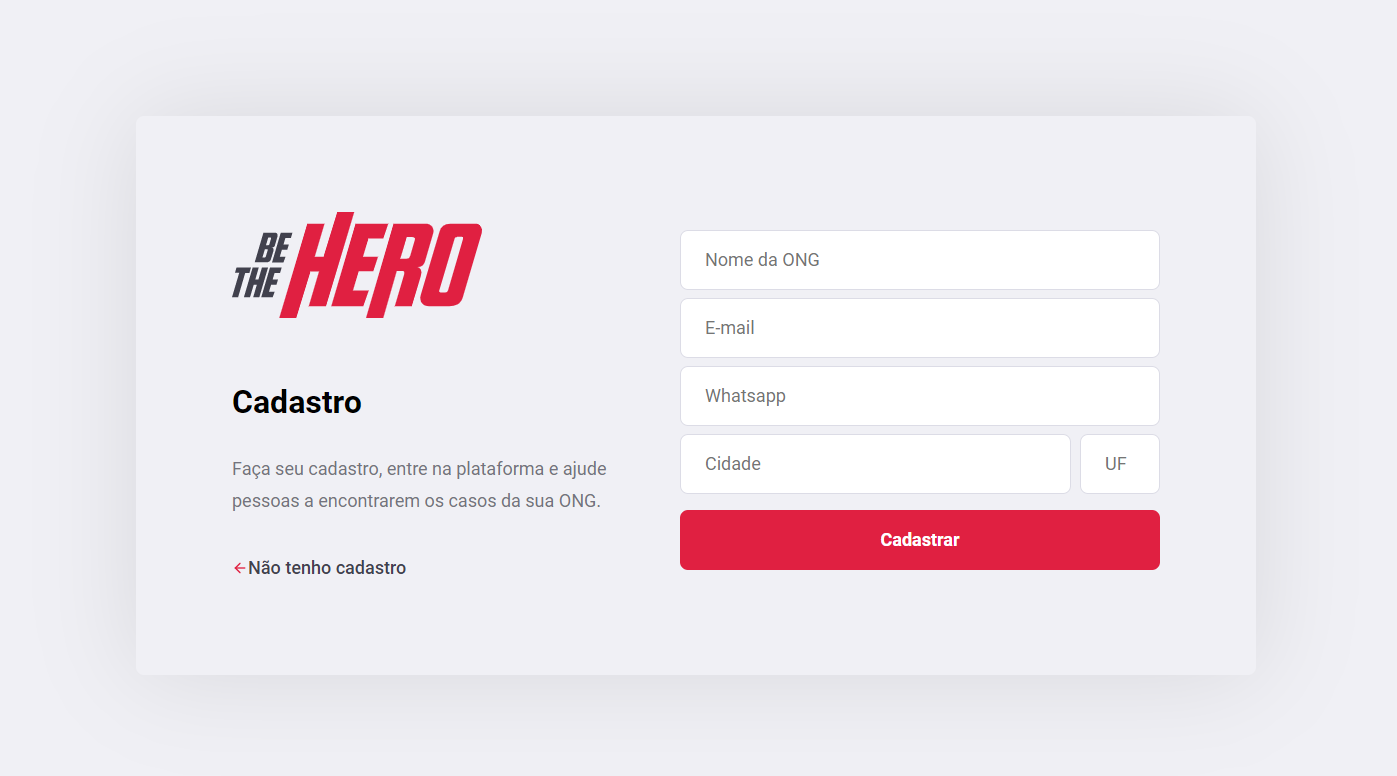 BE
THE
HERO
Cadastro
Faça seu cadastro, entre na plataforma e ajude
pessoas a encontrarem os casos da sua ONG.
Não tenho cadastro
Nome da ONG
E-mail
Whatsapp
Cidade
UF
Cadastrar